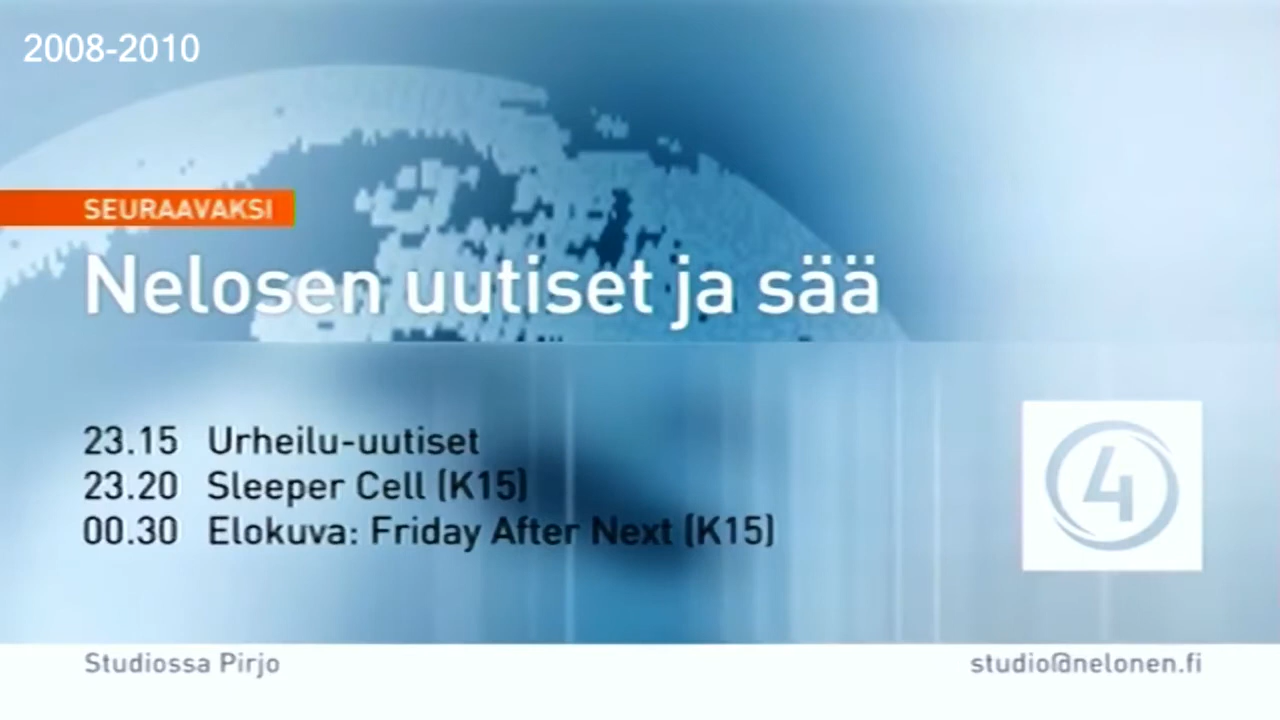 2008-2010
SEURAAVAKSI
Nelosen uutiset ja sää
23.15 Urheilu-uutiset
23.20 Sleeper Cell (K15)
00.30 Elokuva: Friday After Next (K15)
4
Studiossa Pirjo
studio@nelonen.fi